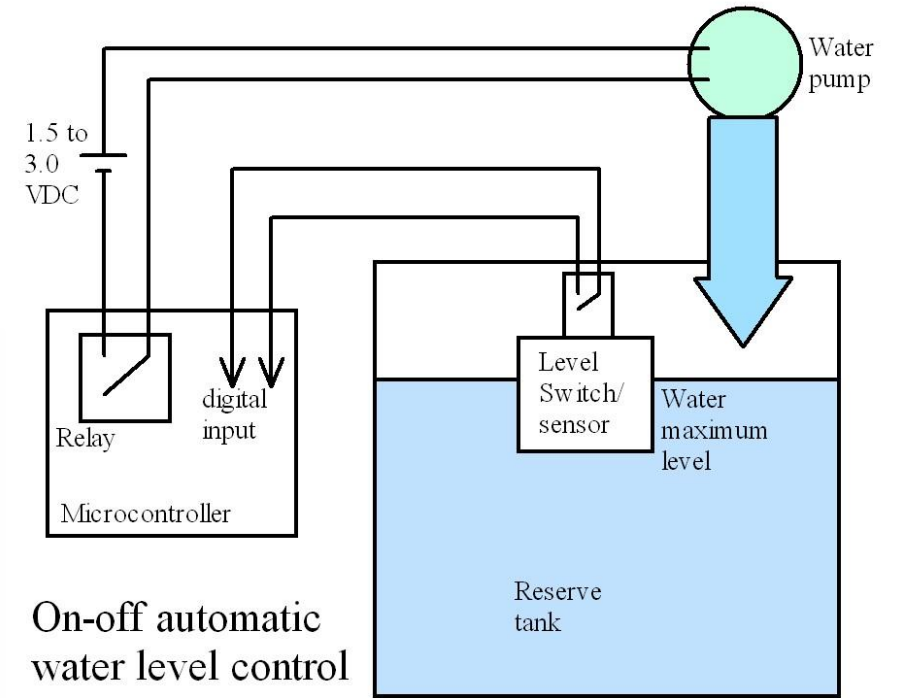 Water
pump
1.5 to
3.0
VDC
Level
Switch/
sensor
digital
input
Water
maximum
level
Relay
Microcontroller
Reserve
tank
On-off automatic
water level control